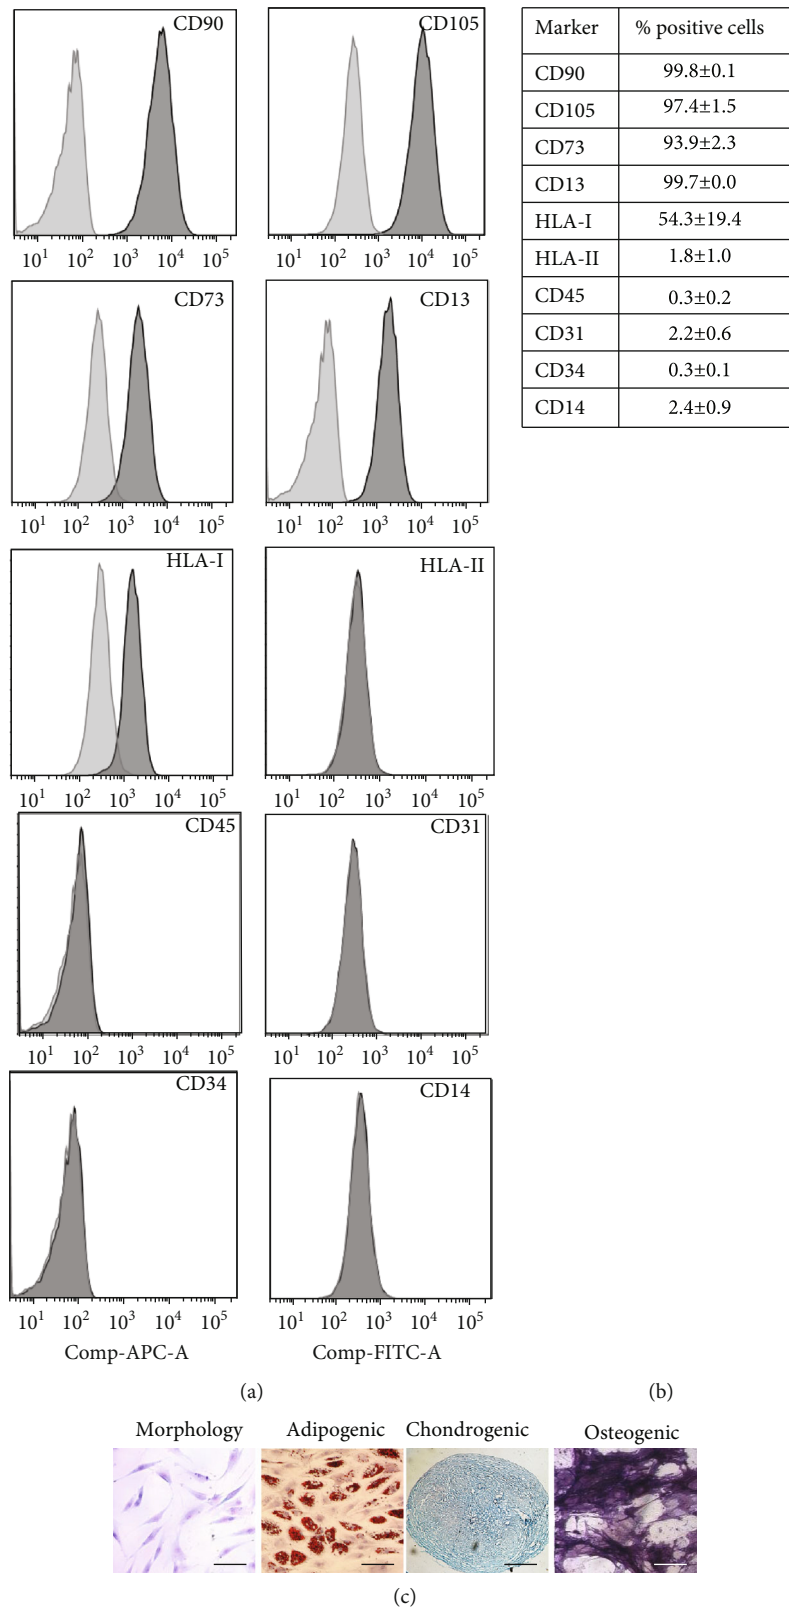 CD90
CD105
10¹ 10² 10³ 10⁴ 10⁵
10¹ 10² 10³ 10⁴ 10⁵
CD73
CD13
10¹ 10² 10³ 10⁴ 10⁵
10¹ 10² 10³ 10⁴ 10⁵
HLA-I
HLA-II
10¹ 10² 10³ 10⁴ 10⁵
10¹ 10² 10³ 10⁴ 10⁵
CD45
CD31
10¹ 10² 10³ 10⁴ 10⁵
10¹ 10² 10³ 10⁴ 10⁵
CD34
CD14
10¹ 10² 10³ 10⁴ 10⁵
10¹ 10² 10³ 10⁴ 10⁵
Comp-APC-A
Comp-FITC-A
(a)
Marker % positive cells
CD90 99.8±0.1
CD105 97.4±1.5
CD73 93.9±2.3
CD13 99.7±0.0
HLA-I 54.3±19.4
HLA-II 1.8±1.0
CD45 0.3±0.2
CD31 2.2±0.6
CD34 0.3±0.1
CD14 2.4±0.9
(b)
Morphology Adipogenic Chondrogenic Osteogenic
(c)